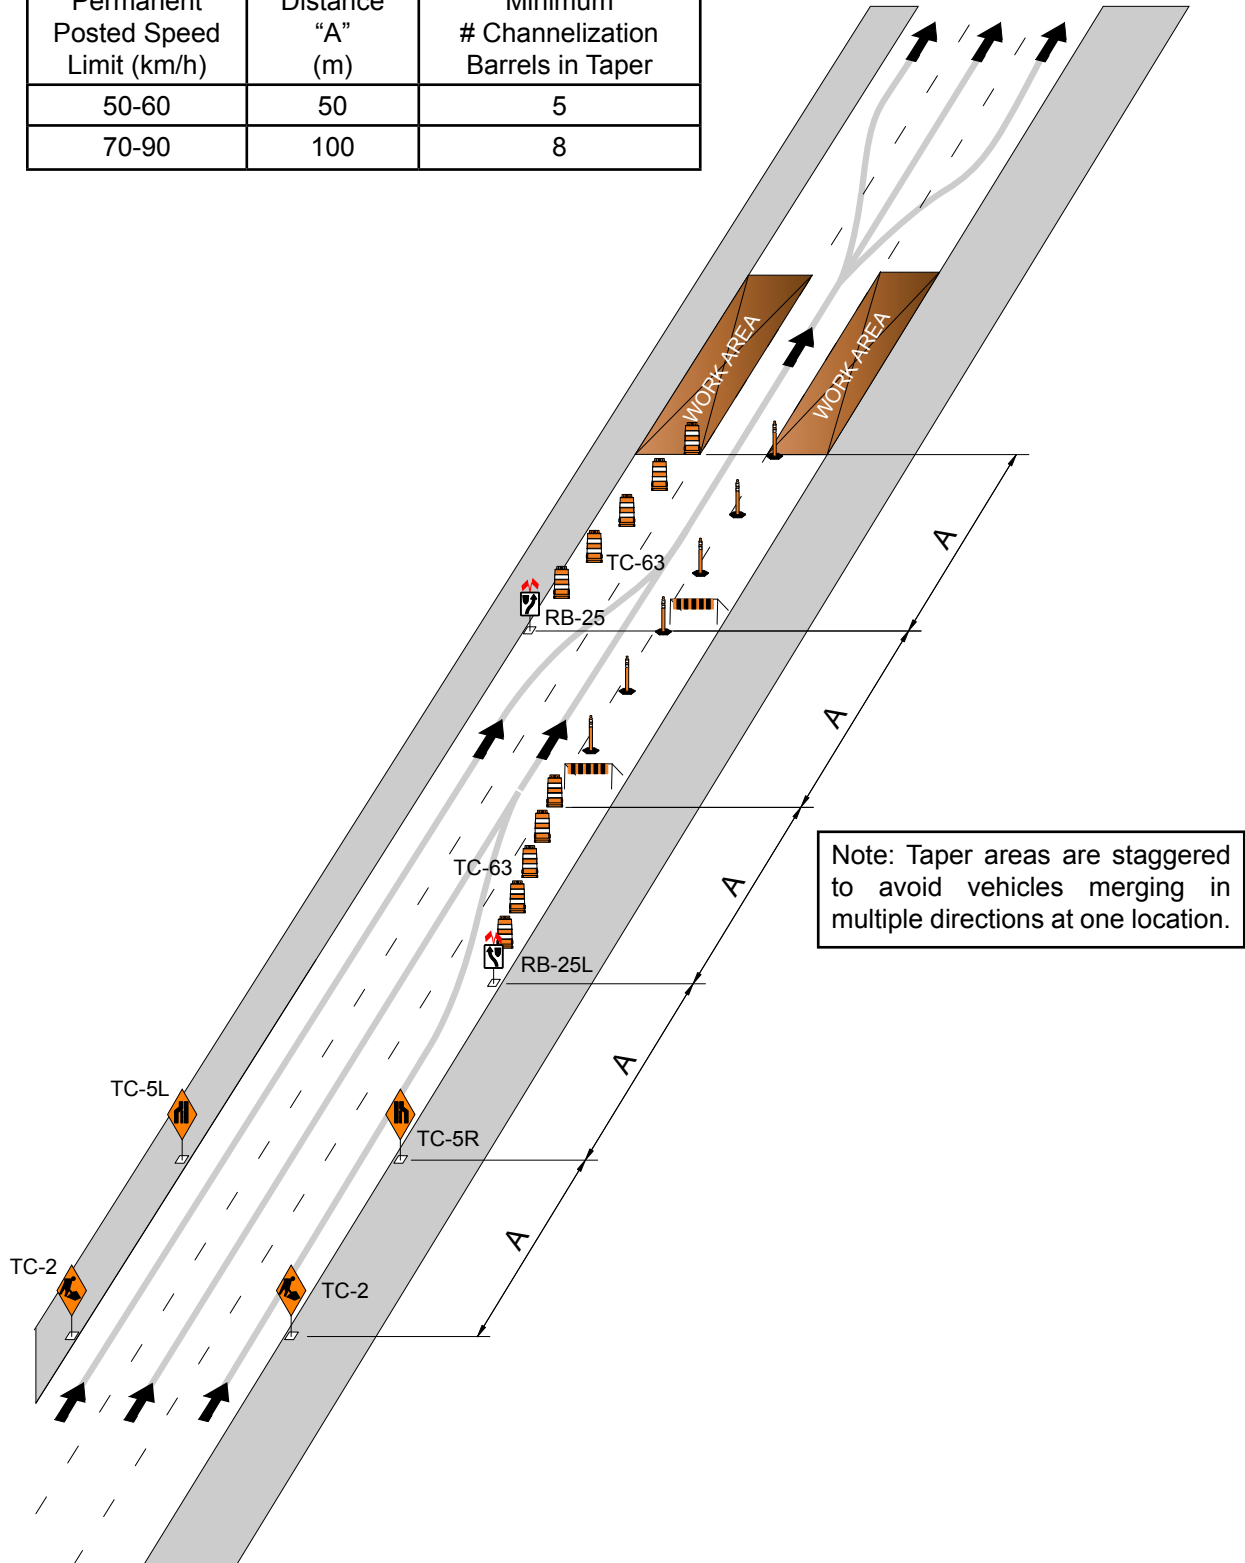 Permanent
Posted Speed
Limit (km/h)
Distance
“A”
(m)
Minimum
# Channelization
Barrels in Taper
50-60 50 5
70-90 100 8
WORK AREA
WORK AREA
TC-63
A
RB-25
A
TC-63
A
Note: Taper areas are staggered
to avoid vehicles merging in
multiple directions at one location.
RB-25L
A
TC-5L
TC-5R
A
TC-2
TC-2